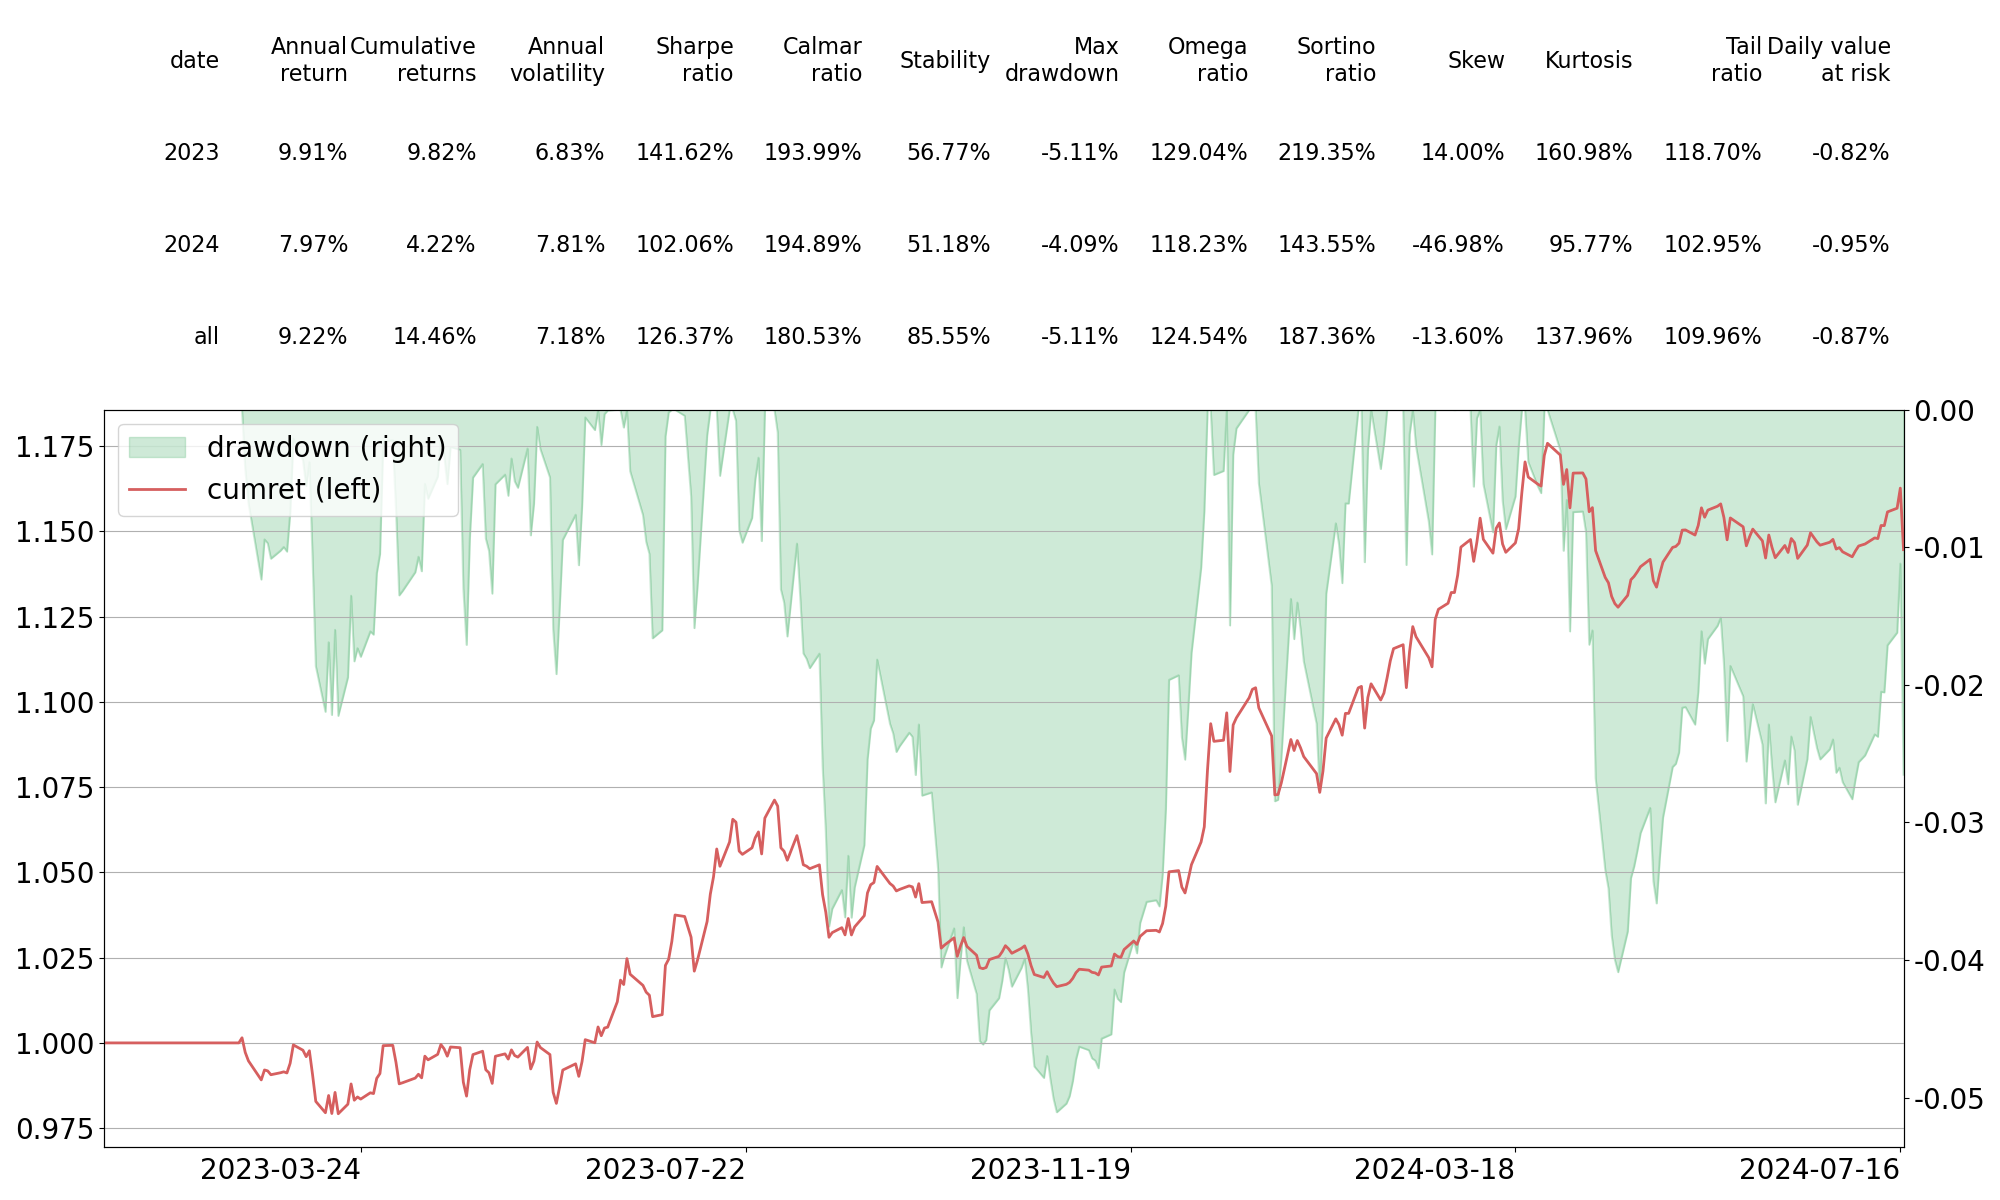 date Annual return Cumulative returns Annual volatility Sharpe ratio Calmar ratio Stability Max drawdown Omega ratio Sortino ratio Skew Kurtosis Tail ratio Daily value at risk
2023 9.91% 9.82% 6.83% 141.62% 193.99% 56.77% -5.11% 129.04% 219.35% 14.00% 160.98% 118.70% -0.82%
2024 7.97% 4.22% 7.81% 102.06% 194.89% 51.18% -4.09% 118.23% 143.55% -46.98% 95.77% 102.95% -0.95%
all 9.22% 14.46% 7.18% 126.37% 180.53% 85.55% -5.11% 124.54% 187.36% -13.60% 137.96% 109.96% -0.87%
drawdown (right)
cumret (left)
1.175
1.150
1.125
1.100
1.075
1.050
1.025
1.000
0.975
0.00
-0.01
-0.02
-0.03
-0.04
-0.05
2023-03-24 2023-07-22 2023-11-19 2024-03-18 2024-07-16